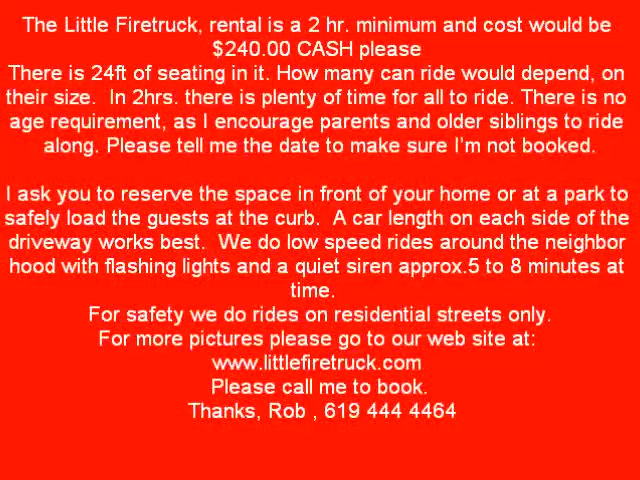 The Little Firetruck, rental is a 2 hr. minimum and cost would be
$240.00 CASH please
There is 24ft of seating in it. How many can ride would depend, on
their size.  In 2hrs. there is plenty of time for all to ride. There is no
age requirement, as I encourage parents and older siblings to ride
along. Please tell me the date to make sure I'm not booked.

I ask you to reserve the space in front of your home or at a park to
safely load the guests at the curb.  A car length on each side of the
driveway works best.  We do low speed rides around the neighbor
hood with flashing lights and a quiet siren approx.5 to 8 minutes at
time.
For safety we do rides on residential streets only.
For more pictures please go to our web site at:
www.littlefiretruck.com
Please call me to book.
Thanks, Rob , 619 444 4464